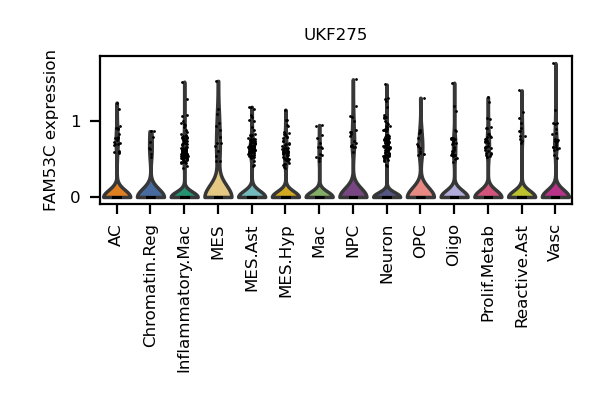 UKF275
FAM53C expression
1
0
AC
Chromatin.Reg
Inflammatory.Mac
MES
MES.Ast
MES.Hyp
Mac
NPC
Neuron
OPC
Oligo
Prolif.Metab
Reactive.Ast
Vasc